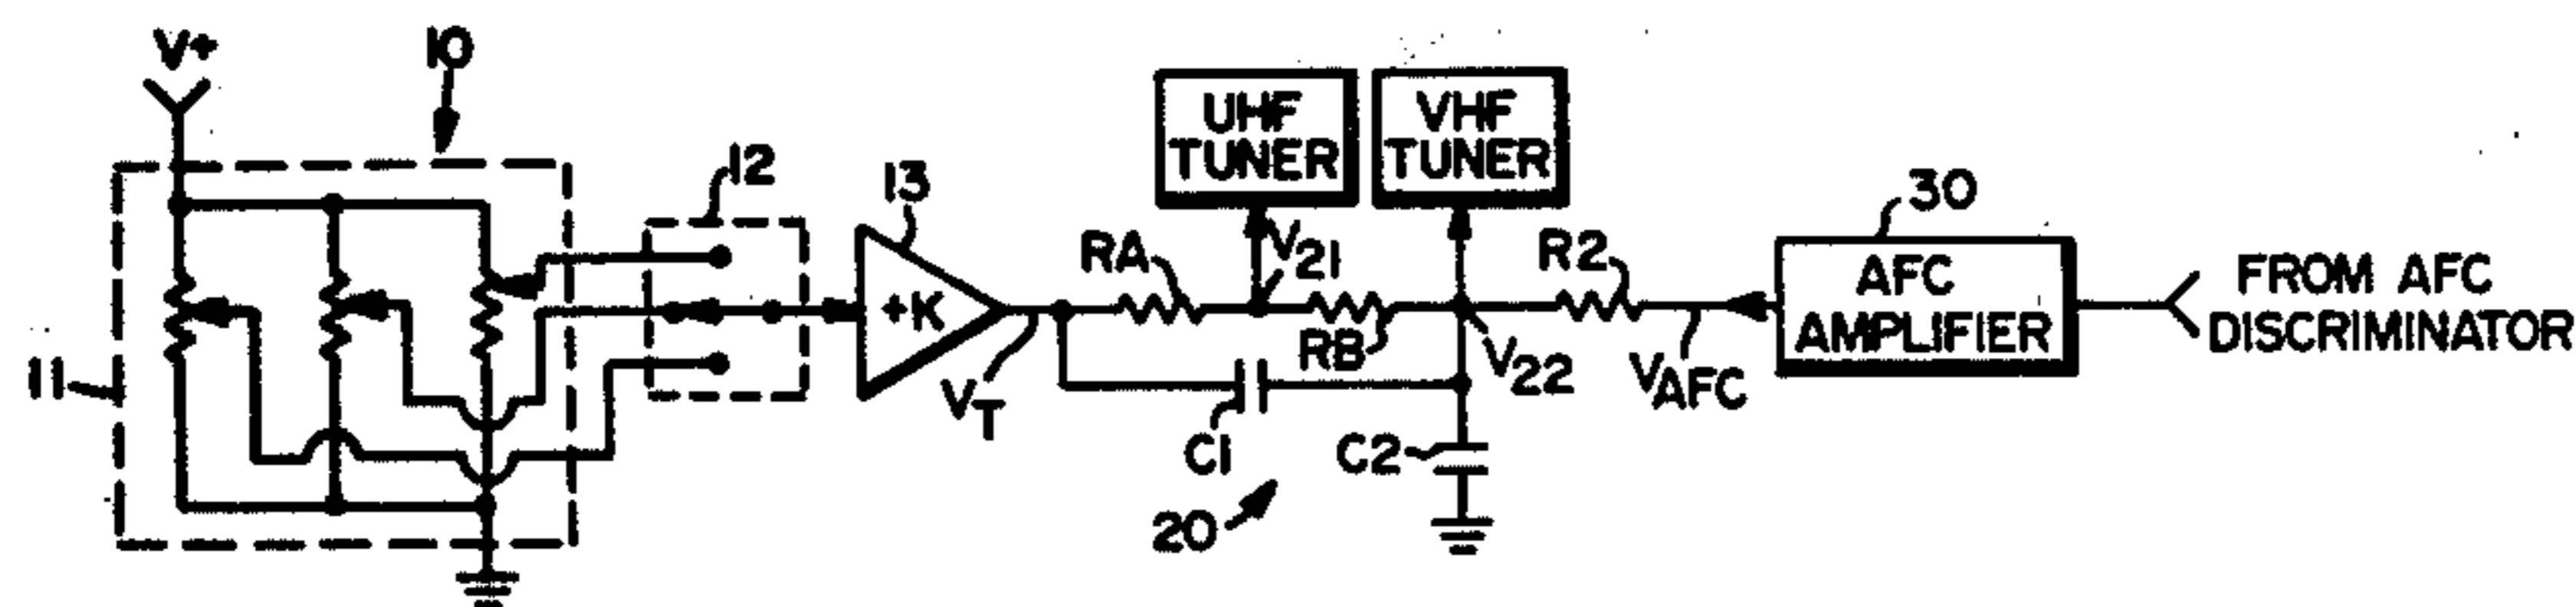 V+
10
11
12
13
+K
VT
RA
V21
UHF
TUNER
VHF
TUNER
RB
C1
C2
20
V22
R2
VAFC
30
AFC
AMPLIFIER
FROM AFC
DISCRIMINATOR